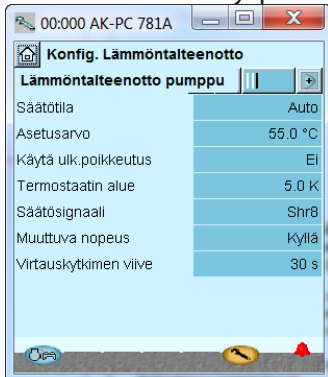 00:000 AK-PC 781A
Konfig. Lämmöntalteenotto
Lämmöntalteenotto pumppu
Säätötila Auto
Asetusarvo 55.0 °C
Käytä ulk.poikkeutus Ei
Termostaatin alue 5.0 K
Säätösignaali Shr8
Muuttuva nopeus Kyllä
Virtauskytkimen viive 30 s